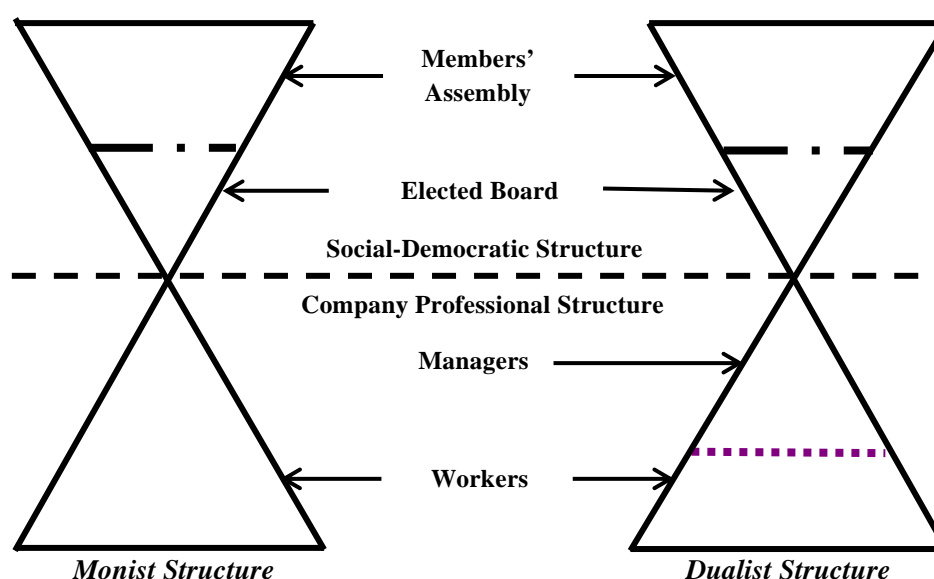 Members’
Assembly
Elected Board
Social-Democratic Structure
Company Professional Structure
Managers
Workers
Monist Structure
Dualist Structure